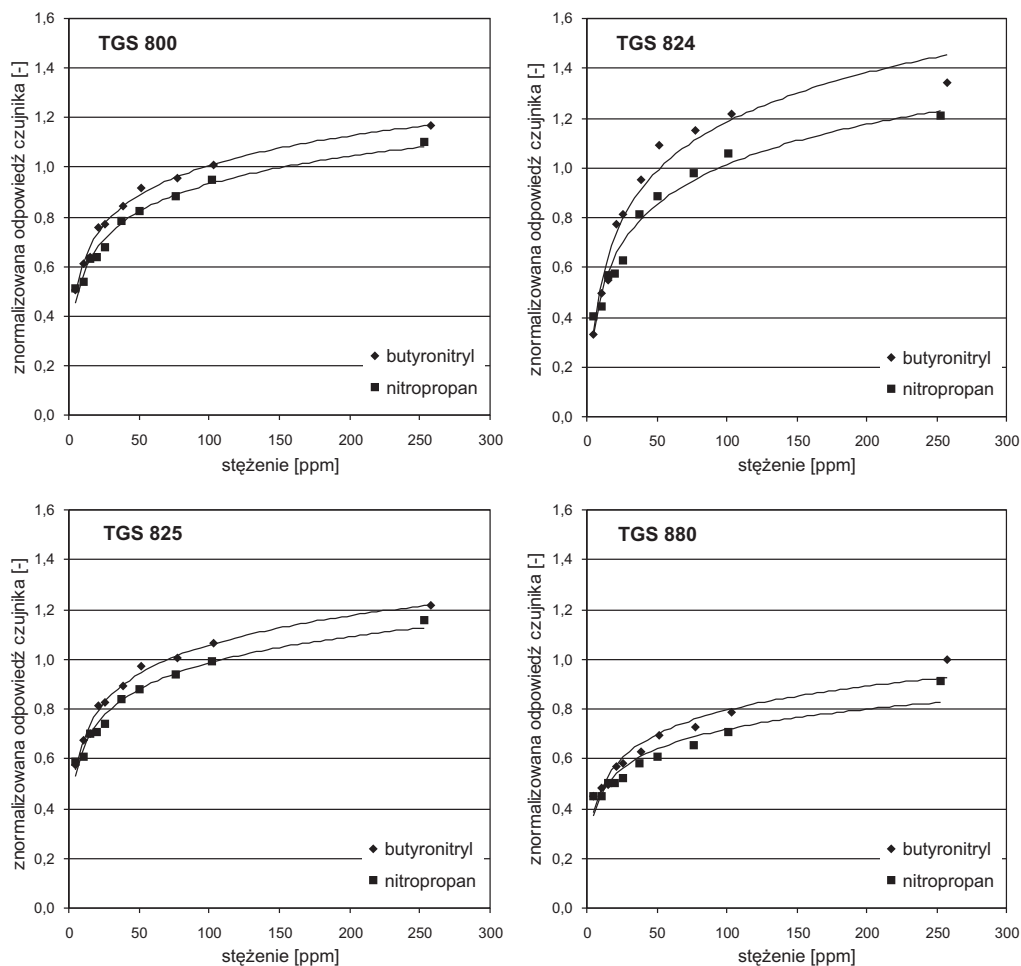 TGS 800
znormalizowana odpowiedź czujnika [-]
1,6
1,4
1,2
1,0
0,8
0,6
0,4
0,2
0,0
butyronitryl
nitropropan
0 50 100 150 200 250 300
stężenie [ppm]
TGS 824
znormalizowana odpowiedź czujnika [-]
1,6
1,4
1,2
1,0
0,8
0,6
0,4
0,2
0,0
butyronitryl
nitropropan
0 50 100 150 200 250 300
stężenie [ppm]
TGS 825
znormalizowana odpowiedź czujnika [-]
1,6
1,4
1,2
1,0
0,8
0,6
0,4
0,2
0,0
butyronitryl
nitropropan
0 50 100 150 200 250 300
stężenie [ppm]
TGS 880
znormalizowana odpowiedź czujnika [-]
1,6
1,4
1,2
1,0
0,8
0,6
0,4
0,2
0,0
butyronitryl
nitropropan
0 50 100 150 200 250 300
stężenie [ppm]